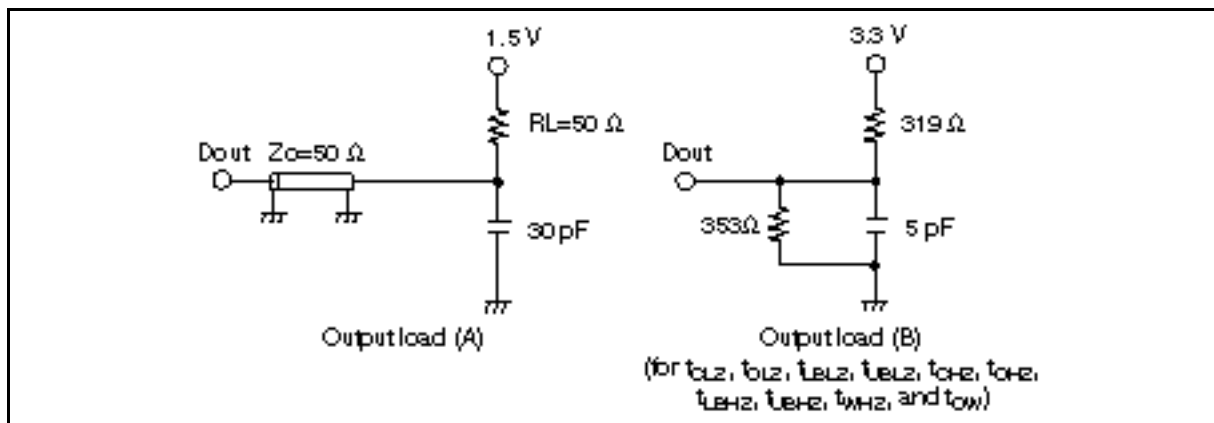 1.5 V
RL=50 Ω
Dout Zo=50 Ω
30 pF
Output load (A)
3.3 V
319 Ω
Dout
353Ω
5 pF
Output load (B)
(for tCLZ, tOLZ, tLBLZ, tUBLZ, tCHZ, tOHZ,
tLBHZ, tUBHZ, tWHZ, and tOW)